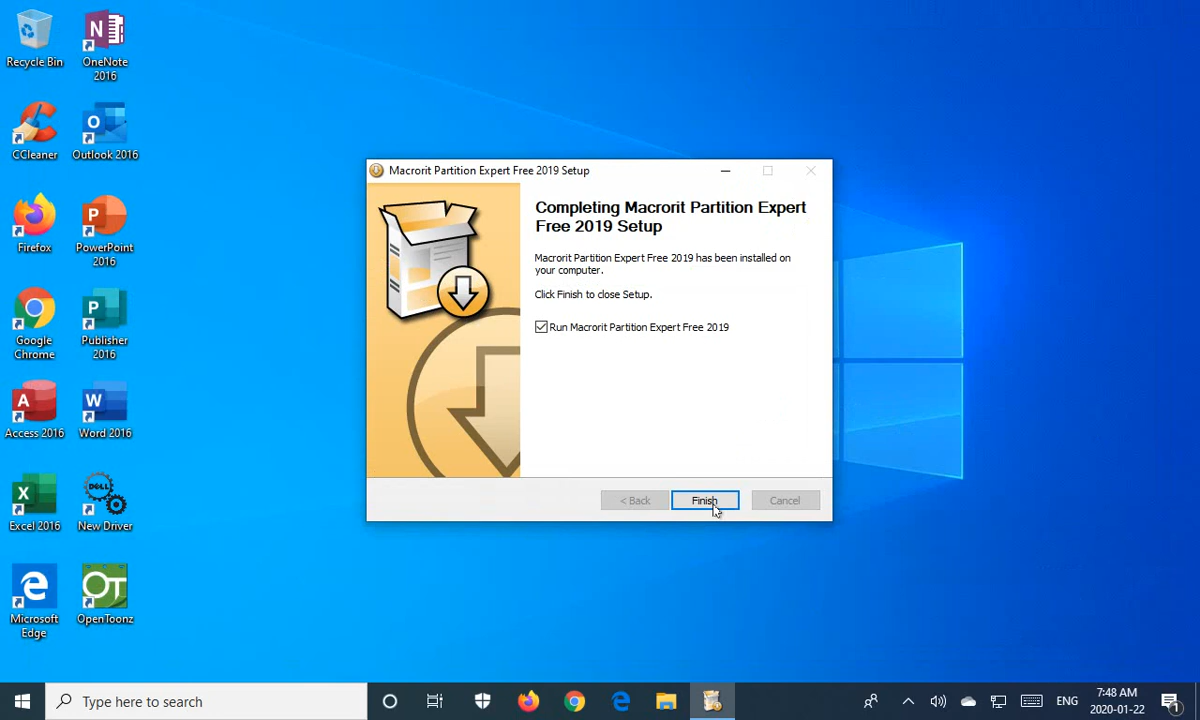 Recycle Bin
OneNote
2016
CCleaner
Outlook 2016
Firefox
PowerPoint
2016
Google
Chrome
Publisher
2016
Access 2016
Word 2016
Excel 2016
DELL
New Driver
Microsoft
Edge
OT
OpenToonz
Macrorit Partition Expert Free 2019 Setup
Completing Macrorit Partition Expert
Free 2019 Setup
Macrorit Partition Expert Free 2019 has been installed on
your computer.
Click Finish to close Setup.
Run Macrorit Partition Expert Free 2019
< Back
Finish
Cancel
Type here to search
ENG
7:48 AM
2020-01-22
1